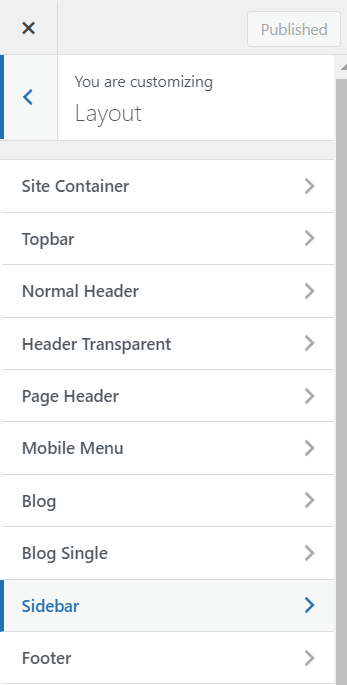 Published
You are customizing
Layout
Site Container
Topbar
Normal Header
Header Transparent
Page Header
Mobile Menu
Blog
Blog Single
Sidebar
Footer